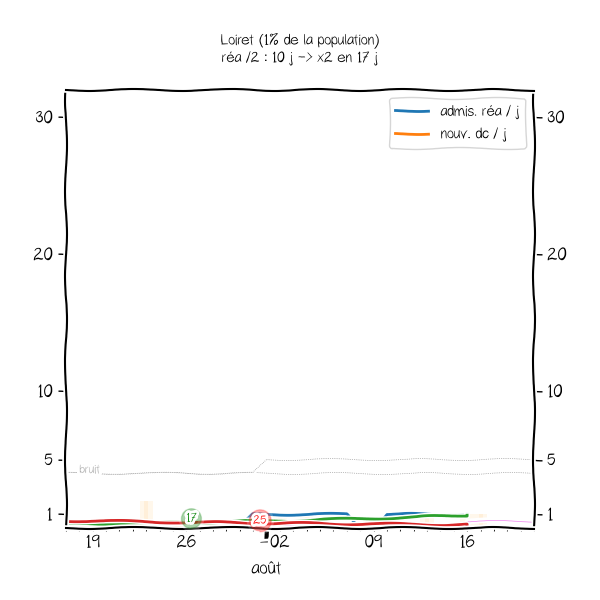 Loiret (1% de la population)
réa /2 : 10 j -> x2 en 17 j
admis. réa / j
nouv. dc / j
30
30
20
20
10
10
5
5
bruit
1
1
17
25
19
26
02
09
16
août